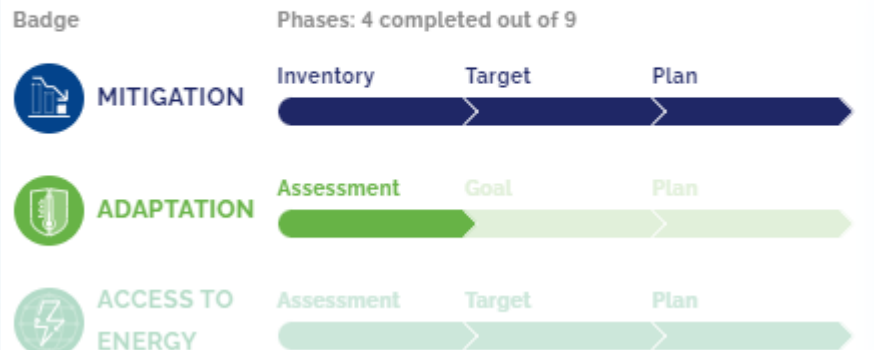 Badge Phases: 4 completed out of 9
Inventory Target Plan
MITIGATION
Assessment Goal Plan
ADAPTATION
ACCESS TO
ENERGY
Assessment Target Plan